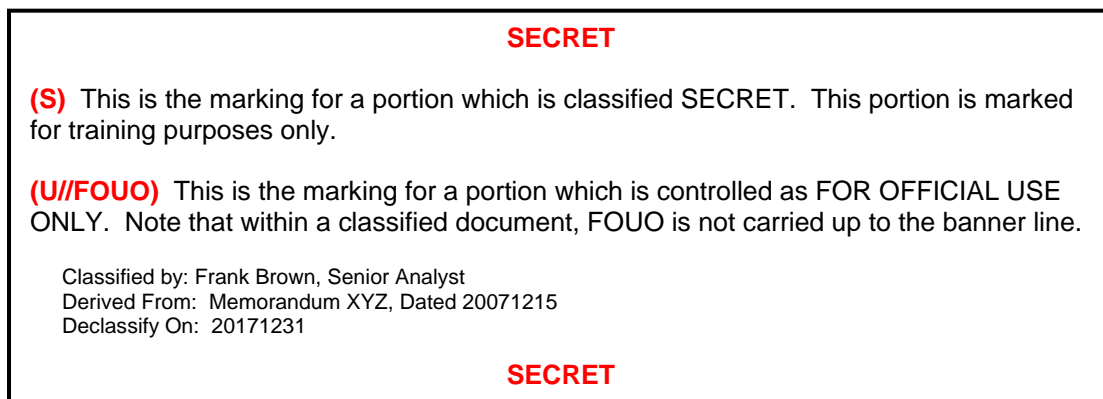 SECRET
(S) This is the marking for a portion which is classified SECRET. This portion is marked
for training purposes only.
(U//FOUO) This is the marking for a portion which is controlled as FOR OFFICIAL USE
ONLY. Note that within a classified document, FOUO is not carried up to the banner line.
Classified by: Frank Brown, Senior Analyst
Derived From: Memorandum XYZ, Dated 20071215
Declassify On: 20171231
SECRET